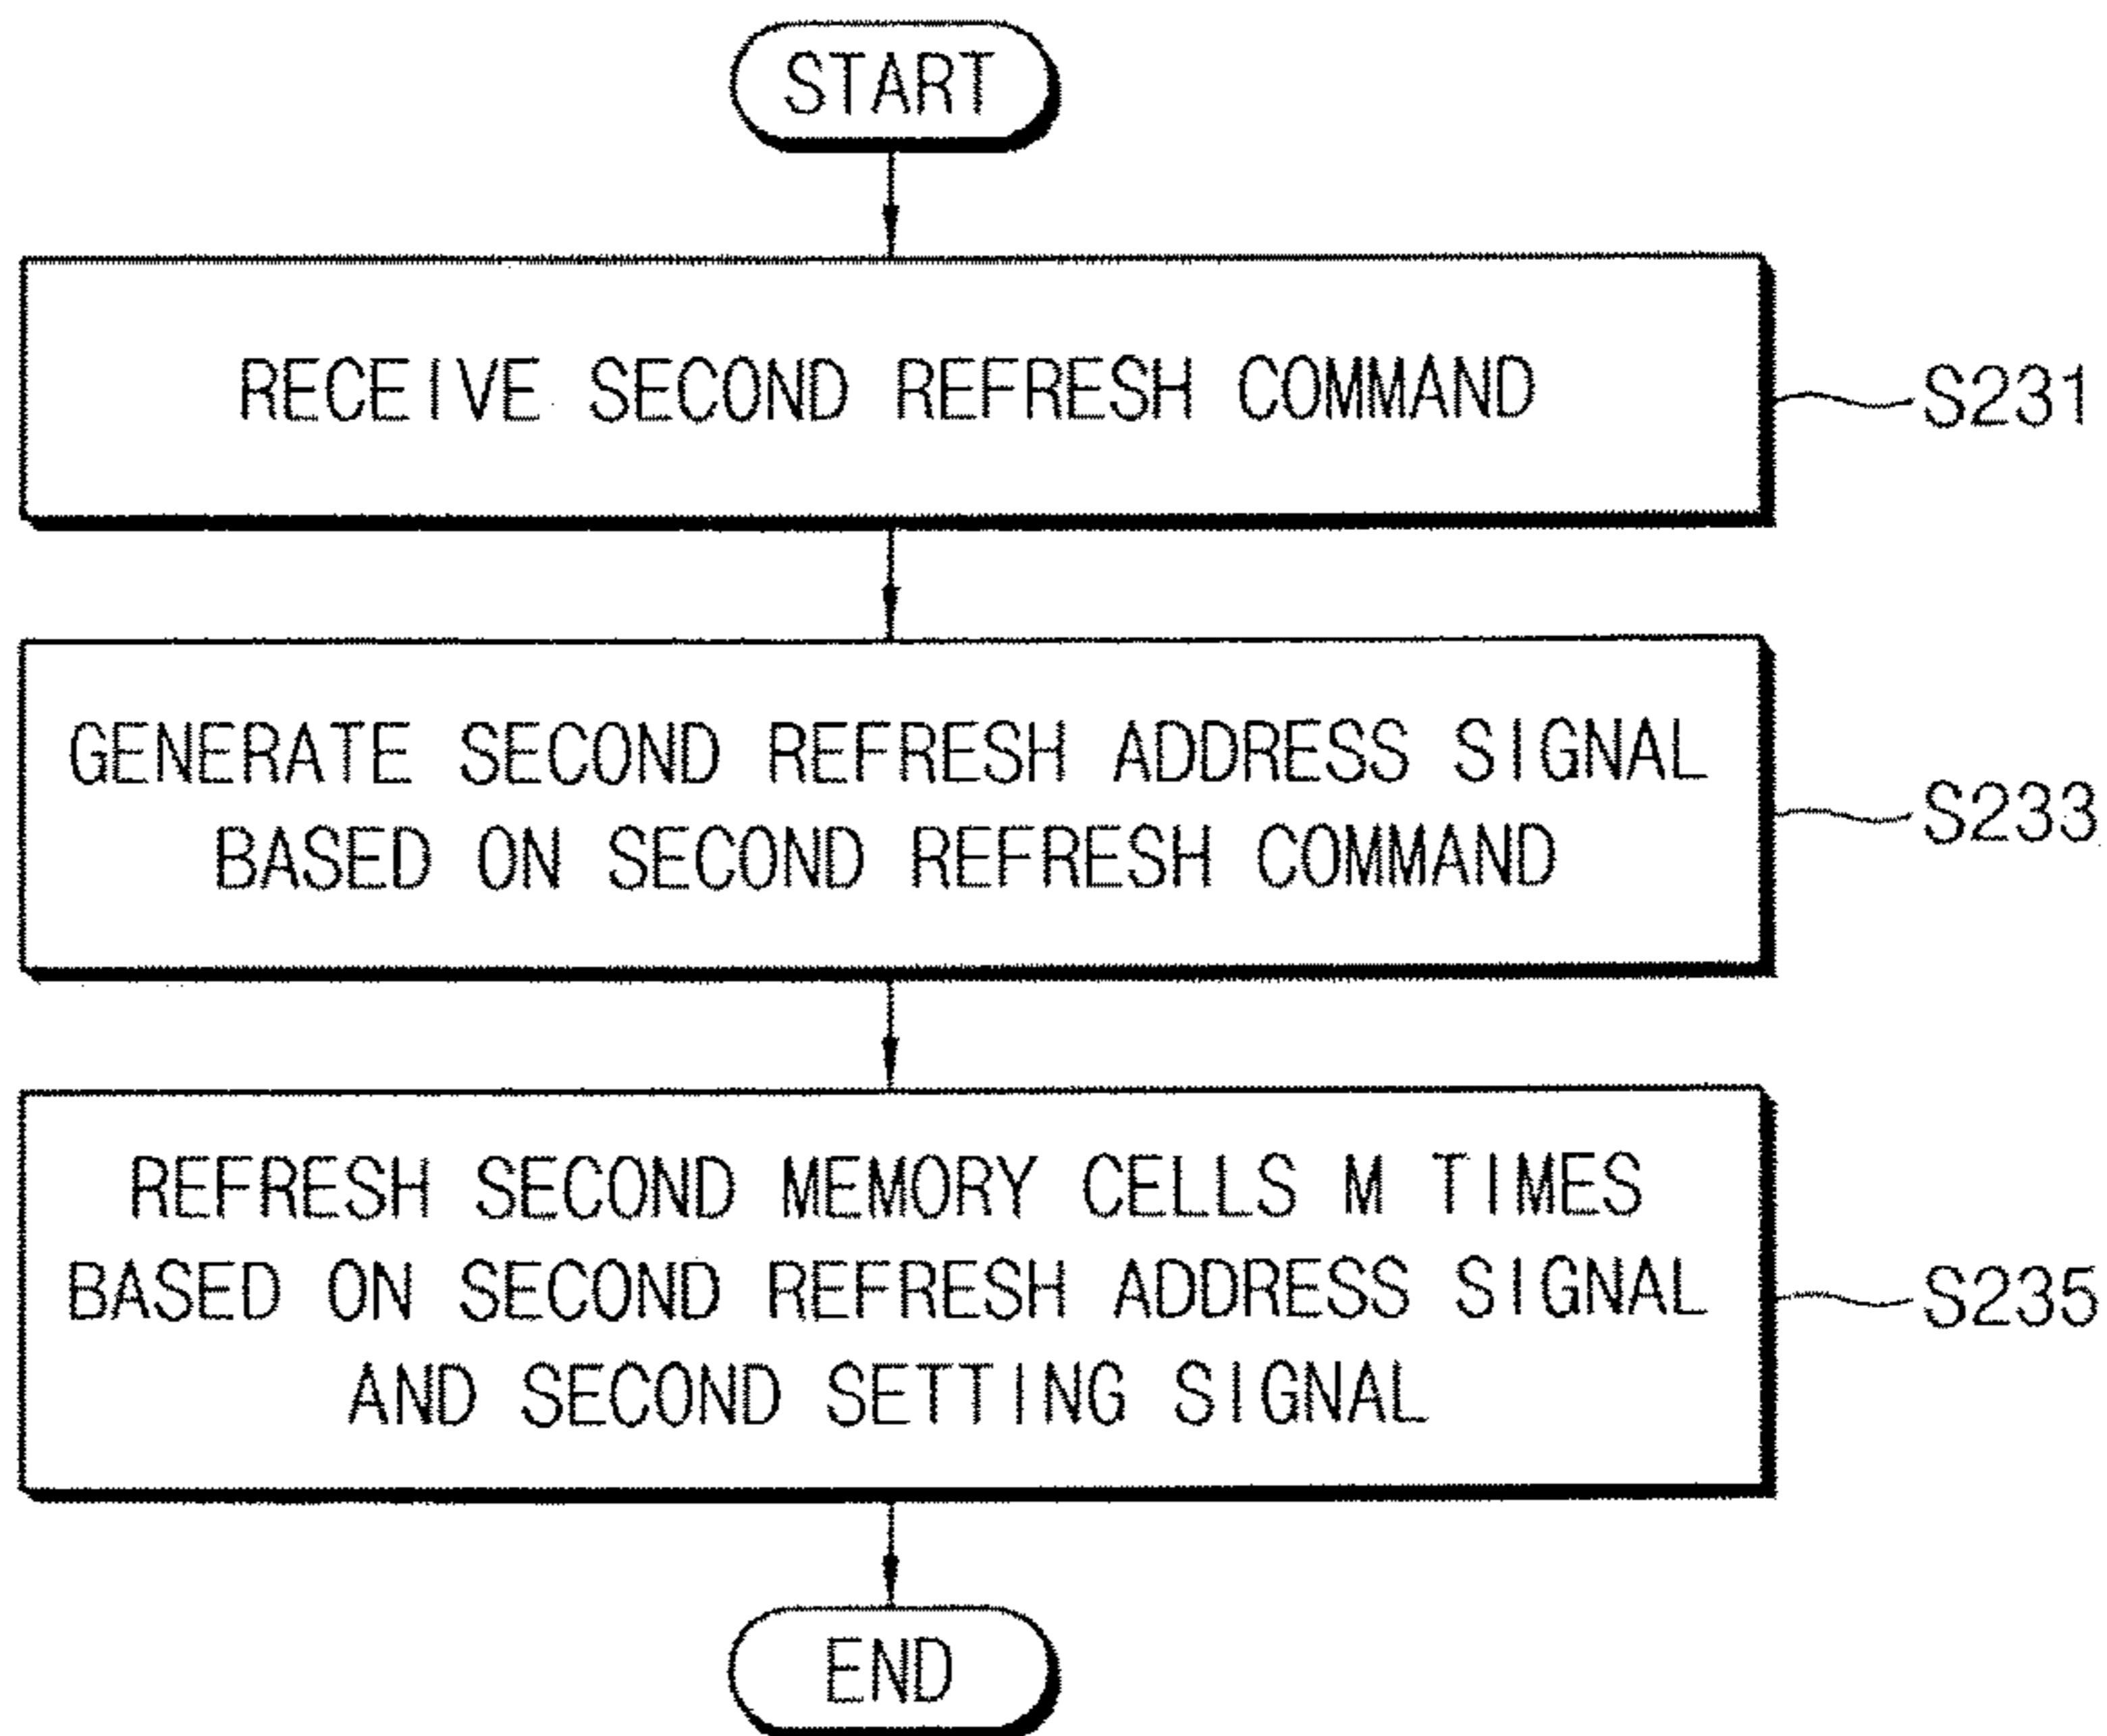 START
RECEIVE SECOND REFRESH COMMAND
S231
GENERATE SECOND REFRESH ADDRESS SIGNAL
BASED ON SECOND REFRESH COMMAND
S233
REFRESH SECOND MEMORY CELLS M TIMES
BASED ON SECOND REFRESH ADDRESS SIGNAL
AND SECOND SETTING SIGNAL
S235
END